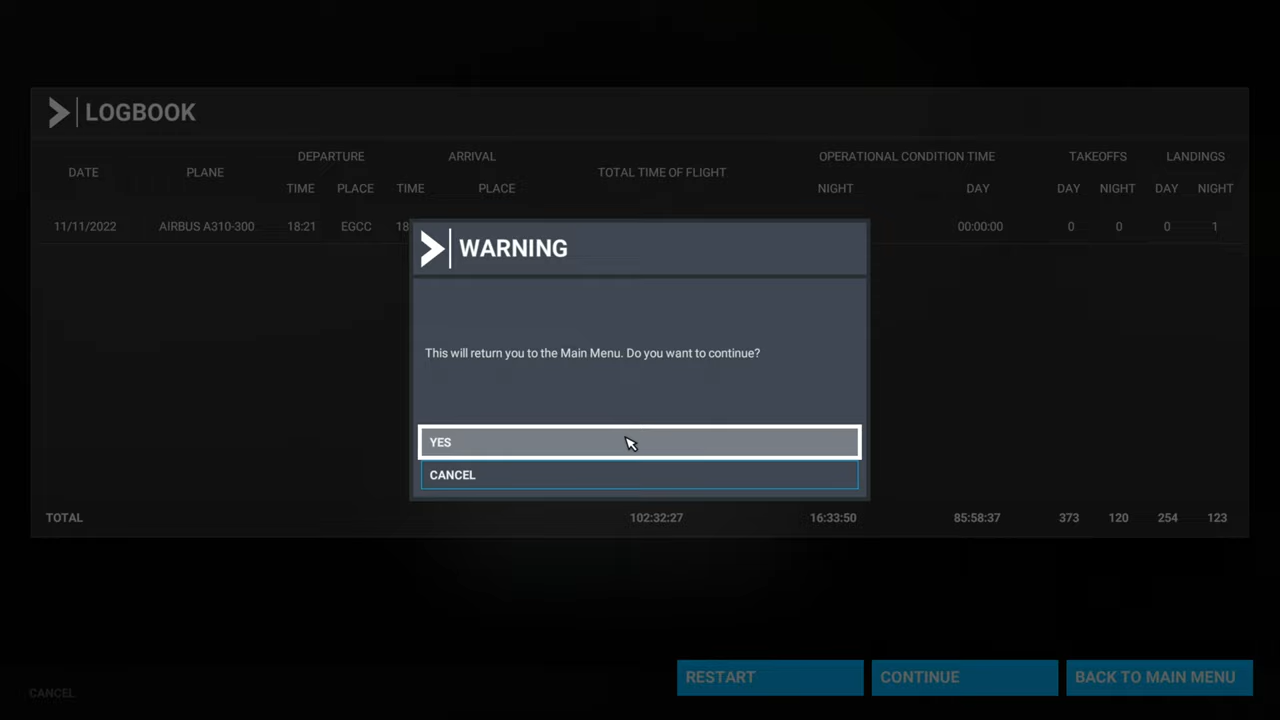 LOGBOOK
DEPARTURE ARRIVAL OPERATIONAL CONDITION TIME TAKEOFFS LANDINGS
DATE PLANE TOTAL TIME OF FLIGHT
TIME PLACE TIME PLACE NIGHT DAY DAY NIGHT DAY NIGHT
11/11/2022 AIRBUS A310-300 18:21 EGCC 18 00:00:00 0 0 0 1
WARNING
This will return you to the Main Menu. Do you want to continue?
YES
CANCEL
TOTAL 102:32:27 16:33:50 85:58:37 373 120 254 123
RESTART CONTINUE BACK TO MAIN MENU
CANCEL